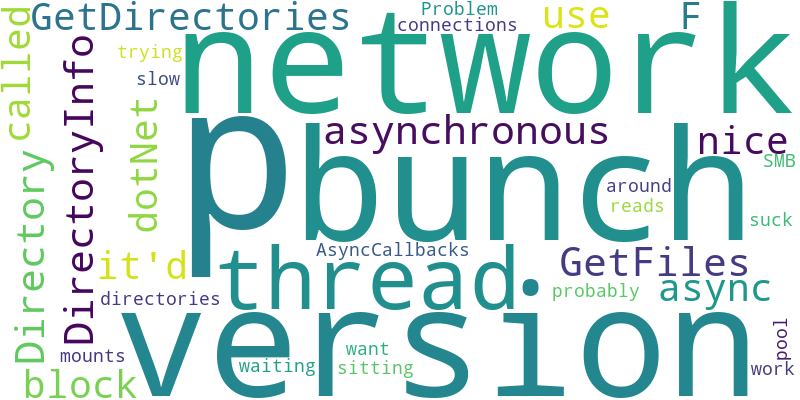 GetDirectories
Problem
connections
use
F
called
trying
slow
network
DirectoryInfo
dotNet
p
asynchronous
nice
bunch
SMB
Directory
around
reads
suck
it'd
thread
AsyncCallbacks
GetFiles
async
directories
probably
version
mounts
waiting
want
sitting
pool
work
block